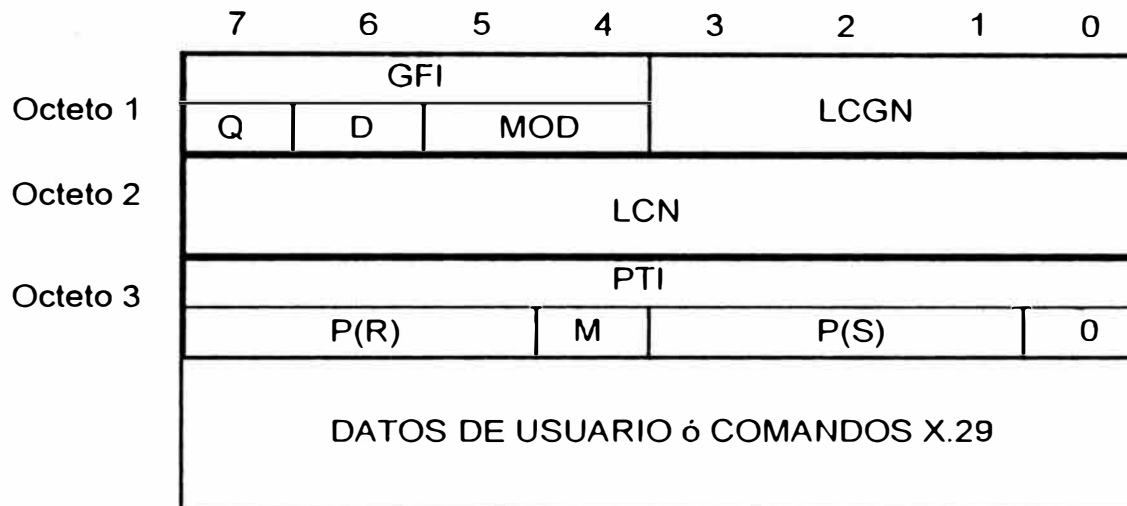 7 6 5 4 3 2 1 0
Octeto 1
GFI
LCGN
Q D MOD
Octeto 2
LCN
Octeto 3
PTI
P(R) M P(S) 0
DATOS DE USUARIO ó COMANDOS X.29